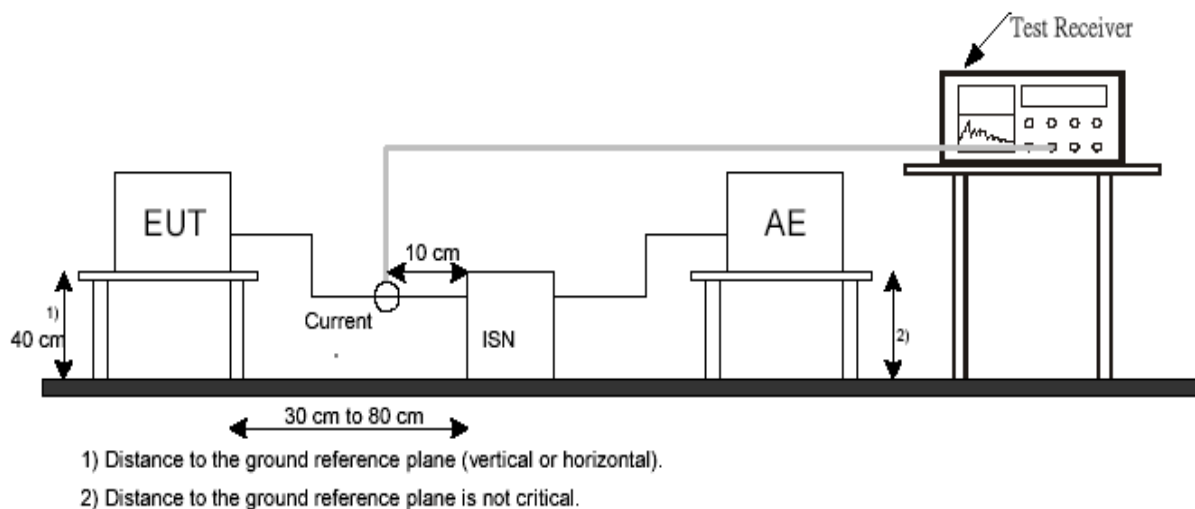 Test Receiver
EUT
AE
10 cm
1)
40 cm
Current
ISN
2)
30 cm to 80 cm
1) Distance to the ground reference plane (vertical or horizontal).
2) Distance to the ground reference plane is not critical.